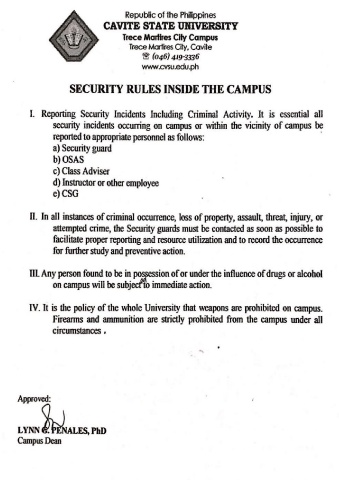 Republic of the Philippines
CAVITE STATE UNIVERSITY
Trece Martires City Campus
Trece Martires City, Cavite
☏ (046) 419-3336
www.cvsu.edu.ph
SECURITY RULES INSIDE THE CAMPUS
I. Reporting Security Incidents Including Criminal Activity. It is essential all
security incidents occurring on campus or within the vicinity of campus be
reported to appropriate personnel as follows:
a) Security guard
b) OSAS
c) Class Adviser
d) Instructor or other employee
e) CSG
II. In all instances of criminal occurrence, loss of property, assault, threat, injury, or
attempted crime, the Security guards must be contacted as soon as possible to
facilitate proper reporting and resource utilization and to record the occurrence
for further study and preventive action.
III. Any person found to be in possession of or under the influence of drugs or alcohol
on campus will be subject to immediate action.
IV. It is the policy of the whole University that weapons are prohibited on campus.
Firearms and ammunition are strictly prohibited from the campus under all
circumstances .
Approved:
LYNN G. PENALES, PhD
Campus Dean